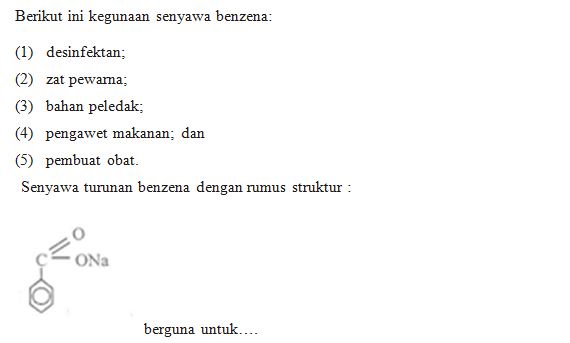 Berikut ini kegunaan senyawa benzena:
(1) desinfektan;
(2) zat pewarna;
(3) bahan peledak;
(4) pengawet makanan; dan
(5) pembuat obat.
Senyawa turunan benzena dengan rumus struktur :
O
C
ONa
berguna untuk....